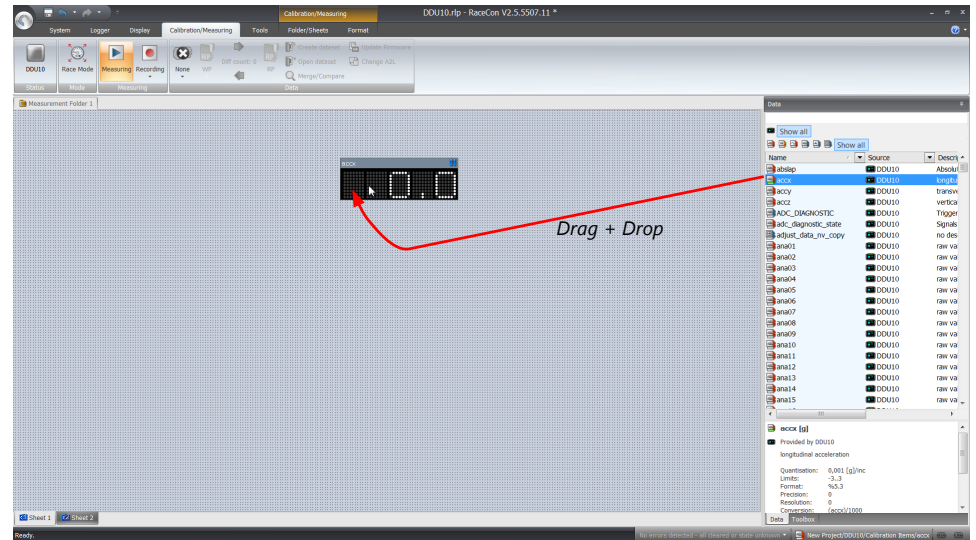 Calibration/Measuring
DDU10.rlp - RaceCon V2.5.5507.11 *
System Logger Display Calibration/Measuring Tools Folder/Sheets Format
DDU10 Race Mode Measuring Recording None WP Diff count: 0 RP
Create dataset Update Firmware
Open dataset Change A2L
Merge/Compare
Status Mode Measuring Data
Measurement Folder 1
accx
0.0
Drag + Drop
Data
Show all
Show all
Name Source Descri
abslap DDU10 Absolut
accx DDU10 longitu
accy DDU10 transve
accz DDU10 vertica
ADC_DIAGNOSTIC DDU10 Trigger
adc_diagnostic_state DDU10 Signals
adjust_data_nv_copy DDU10 no des
ana01 DDU10 raw va
ana02 DDU10 raw va
ana03 DDU10 raw va
ana04 DDU10 raw va
ana05 DDU10 raw va
ana06 DDU10 raw va
ana07 DDU10 raw va
ana08 DDU10 raw va
ana09 DDU10 raw va
ana10 DDU10 raw va
ana11 DDU10 raw va
ana12 DDU10 raw va
ana13 DDU10 raw va
ana14 DDU10 raw va
ana15 DDU10 raw va
accx [g]
Provided by DDU10
longitudinal acceleration
Quantisation: 0,001 [g]/inc
Limits: -3..3
Format: %5.3
Precision: 0
Resolution: 0
Conversion: (accx)/1000
Data Toolbox
Sheet 1 Sheet 2
Ready.
No errors detected - all cleared or state unknown
New Project/DDU10/Calibration Items/accx